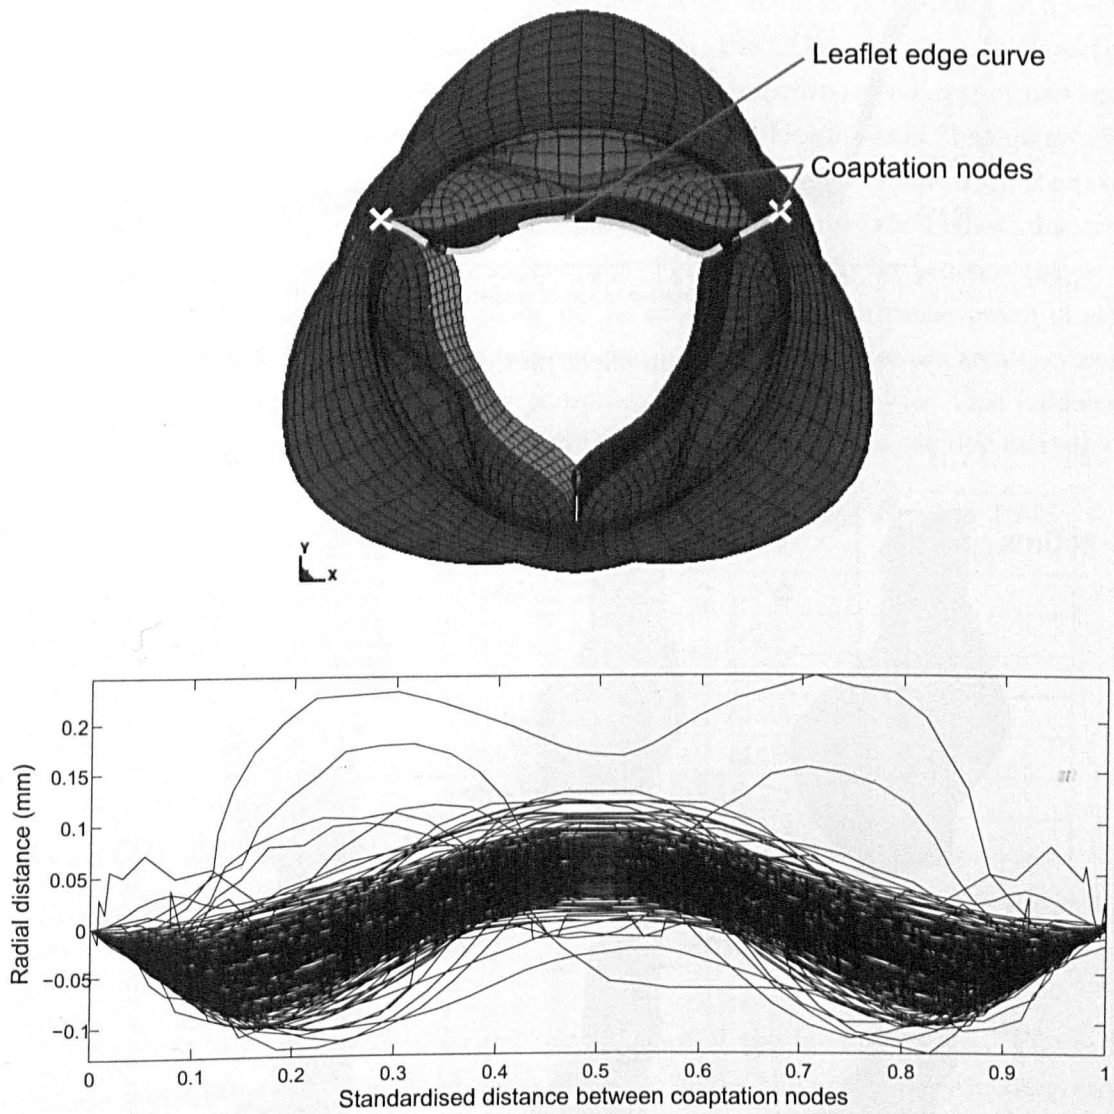 Leaflet edge curve
Coaptation nodes
Y
X
Radial distance (mm)
0.2
0.15
0.1
0.05
0
−0.05
−0.1
0 0.1 0.2 0.3 0.4 0.5 0.6 0.7 0.8 0.9 1
Standardised distance between coaptation nodes